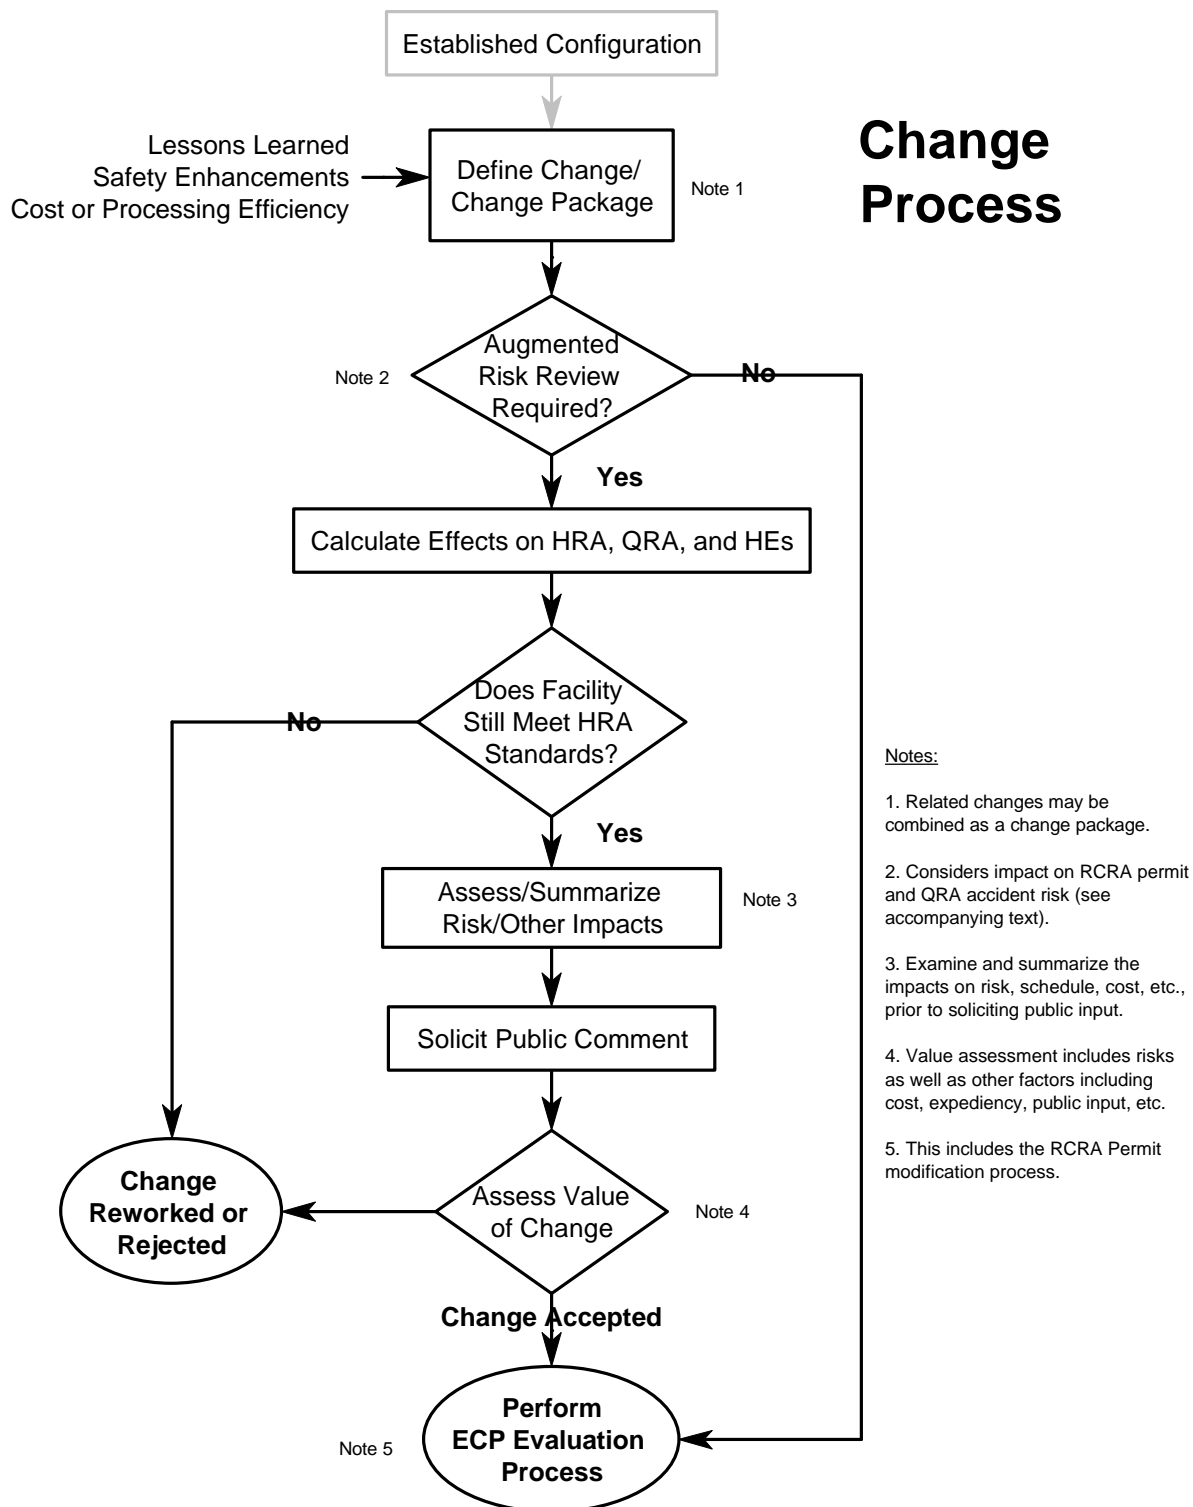 Established Configuration
Change
Process
Lessons Learned
Safety Enhancements
Cost or Processing Efficiency
Define Change/
Change Package
Note 1
Augmented
Risk Review
Required?
Note 2
No
Yes
Calculate Effects on HRA, QRA, and HEs
Does Facility
Still Meet HRA
Standards?
No
Yes
Assess/Summarize
Risk/Other Impacts
Note 3
Solicit Public Comment
Assess Value
of Change
Note 4
Change
Reworked or
Rejected
Change Accepted
Perform
ECP Evaluation
Process
Note 5
Notes:
1. Related changes may be
combined as a change package.
2. Considers impact on RCRA permit
and QRA accident risk (see
accompanying text).
3. Examine and summarize the
impacts on risk, schedule, cost, etc.,
prior to soliciting public input.
4. Value assessment includes risks
as well as other factors including
cost, expediency, public input, etc.
5. This includes the RCRA Permit
modification process.